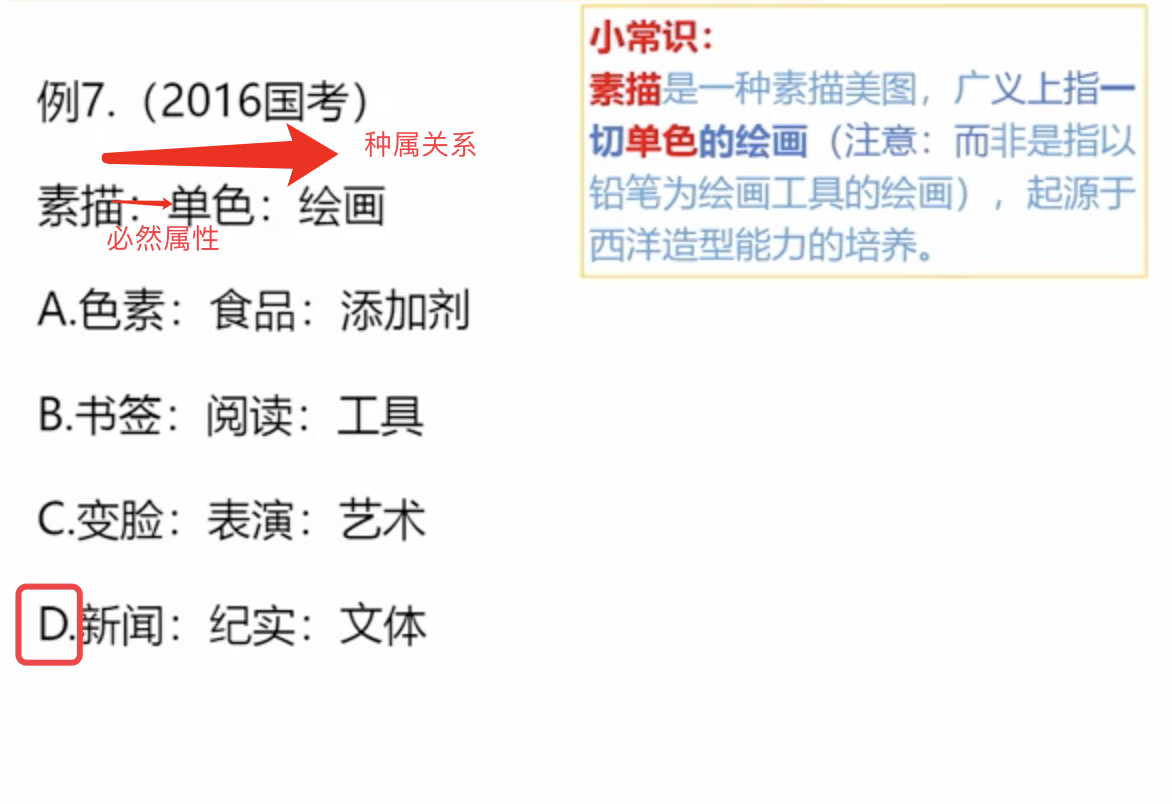 例7.（2016国考）
种属关系
素描：单色：绘画
必然属性
A.色素：食品：添加剂
B.书签：阅读：工具
C.变脸：表演：艺术
D.新闻：纪实：文体
小常识：
素描是一种素描美图，广义上指一
切单色的绘画（注意：而非是指以
铅笔为绘画工具的绘画），起源于
西洋造型能力的培养。